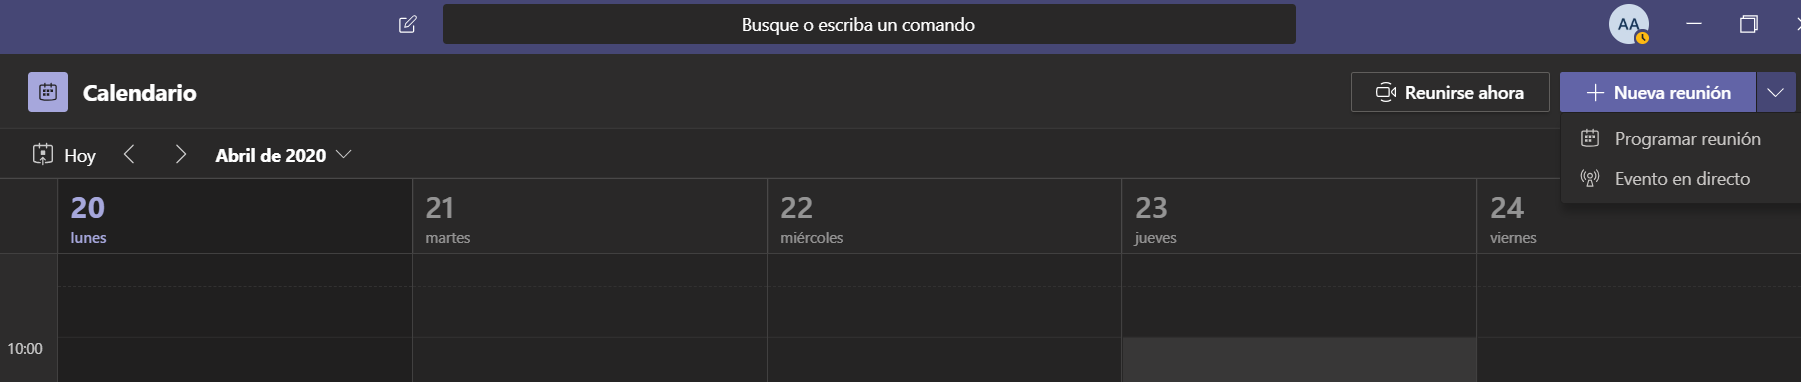 Busque o escriba un comando
AA
Calendario
Reunirse ahora
Nueva reunión
Programar reunión
Evento en directo
Hoy
Abril de 2020
20
lunes
21
martes
22
miércoles
23
jueves
24
viernes
10:00